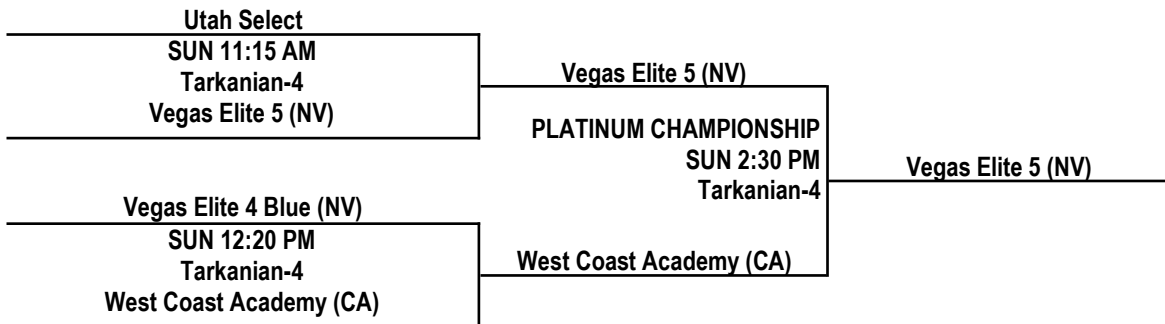 Utah Select
SUN 11:15 AM
Tarkanian-4
Vegas Elite 5 (NV)
Vegas Elite 5 (NV)
PLATINUM CHAMPIONSHIP
SUN 2:30 PM
Tarkanian-4
Vegas Elite 5 (NV)
Vegas Elite 4 Blue (NV)
SUN 12:20 PM
Tarkanian-4
West Coast Academy (CA)
West Coast Academy (CA)